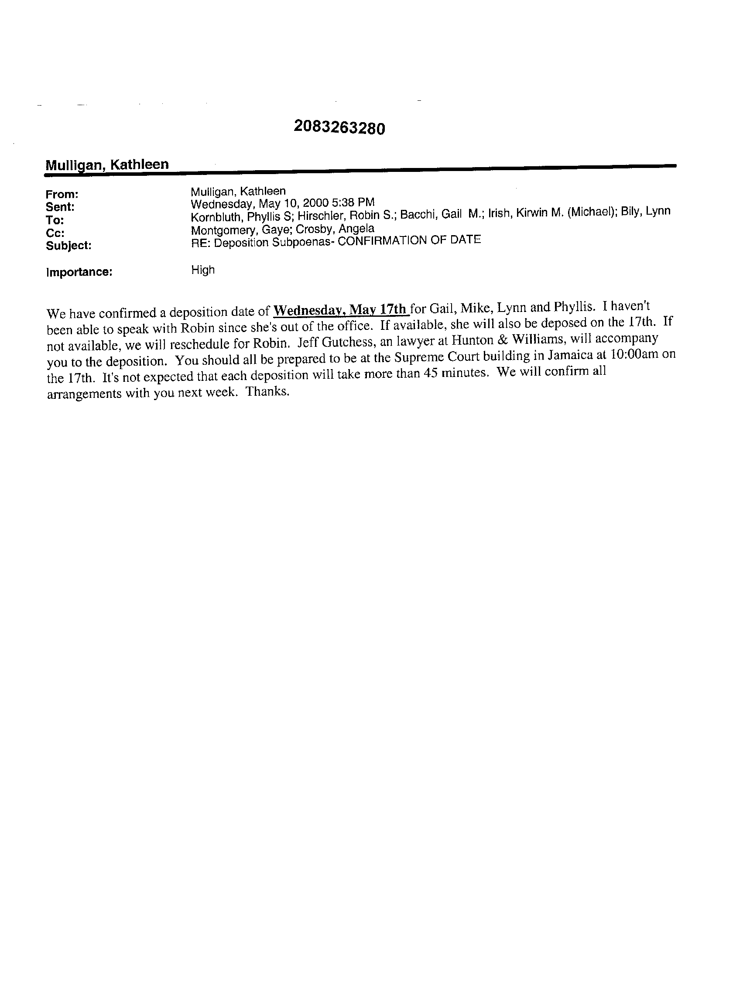 2083263280
Mulligan, Kathleen
From: Mulligan, Kathleen
Sent: Wednesday, May 10, 2000 5:38 PM
To: Kornbluth, Phyllis S; Hirschler, Robin S.; Bacchi, Gail M.; Irish, Kirwin M. (Michael); Bily, Lynn
Cc: Montgomery, Gaye; Crosby, Angela
Subject: RE: Deposition Subpoenas- CONFIRMATION OF DATE
Importance: High
We have confirmed a deposition date of Wednesday, May 17th for Gail, Mike, Lynn and Phyllis. I haven't
been able to speak with Robin since she's out of the office. If available, she will also be deposed on the 17th. If
not available, we will reschedule for Robin. Jeff Gutchess, an lawyer at Hunton & Williams, will accompany
you to the deposition. You should all be prepared to be at the Supreme Court building in Jamaica at 10:00am on
the 17th. It's not expected that each deposition will take more than 45 minutes. We will confirm all
arrangements with you next week. Thanks.